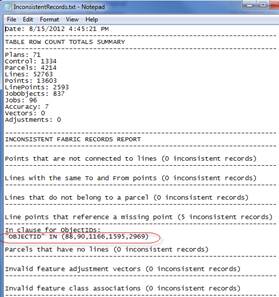 InconsistentRecords.txt - Notepad
File Edit Format View Help
Date: 8/15/2012 4:45:21 PM
TABLE ROW COUNT TOTALS SUMMARY
Plans: 71
Control: 1334
Parcels: 4214
Lines: 52763
Points: 13603
LinePoints: 2593
JobObjects: 837
Jobs: 96
Accuracy: 7
Vectors: 0
Adjustments: 0
INCONSISTENT FABRIC RECORDS REPORT
Points that are not connected to lines (0 inconsistent records)
Lines with the same To and From points (0 inconsistent records)
Lines that do not belong to a parcel (0 inconsistent records)
Line points that reference a missing point (5 inconsistent records)
In Clause for ObjectIDs:
"OBJECTID" IN (88,90,1166,1595,2969)
Parcels that have no lines (0 inconsistent records)
Invalid feature adjustment vectors (0 inconsistent records)
Invalid feature class associations (0 inconsistent records)